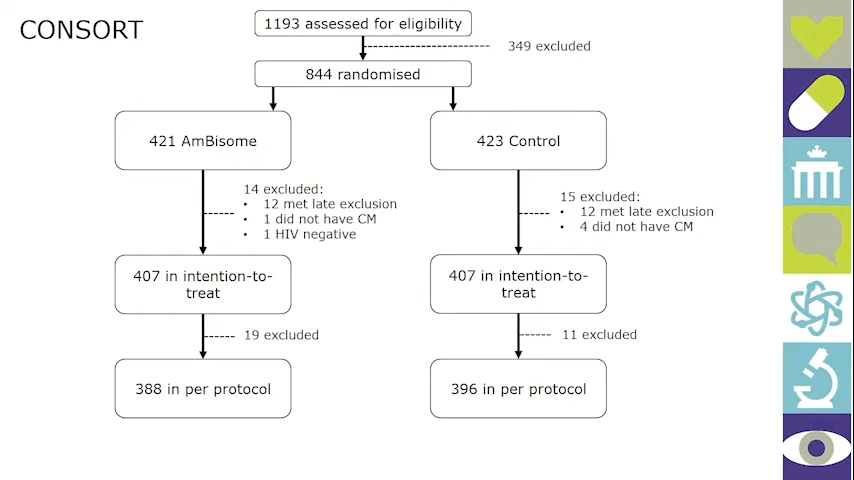 CONSORT
1193 assessed for eligibility
349 excluded
844 randomised
421 AmBisome
423 Control
14 excluded:
• 12 met late exclusion
• 1 did not have CM
• 1 HIV negative
15 excluded:
• 12 met late exclusion
• 4 did not have CM
407 in intention-to-
treat
407 in intention-to-
treat
19 excluded
11 excluded
388 in per protocol
396 in per protocol